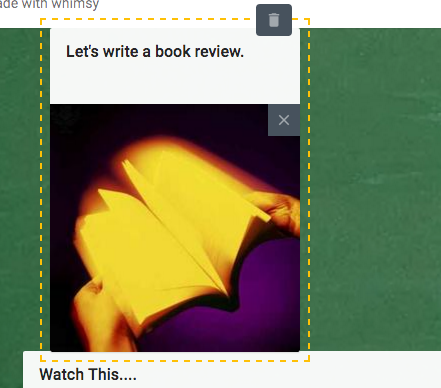 ade with whimsy
Let's write a book review.
Watch This....